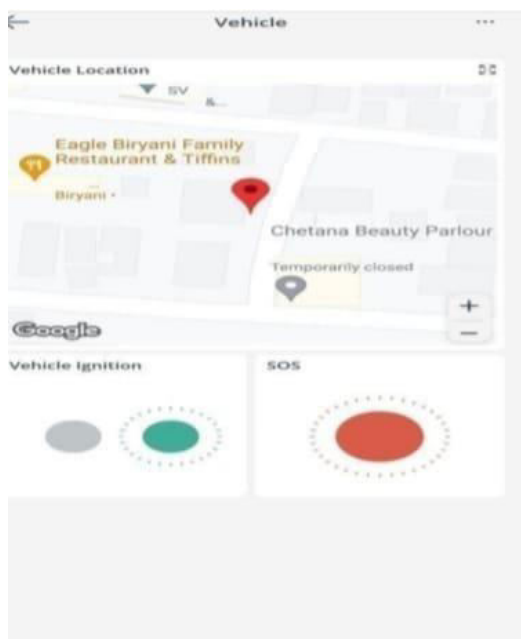 Vehicle
Vehicle Location
SV
&...
Eagle Biryani Family
Restaurant & Tiffins
Biryani •
Chetana Beauty Parlour
Temporarily closed
+
Google
−
Vehicle Ignition
SOS